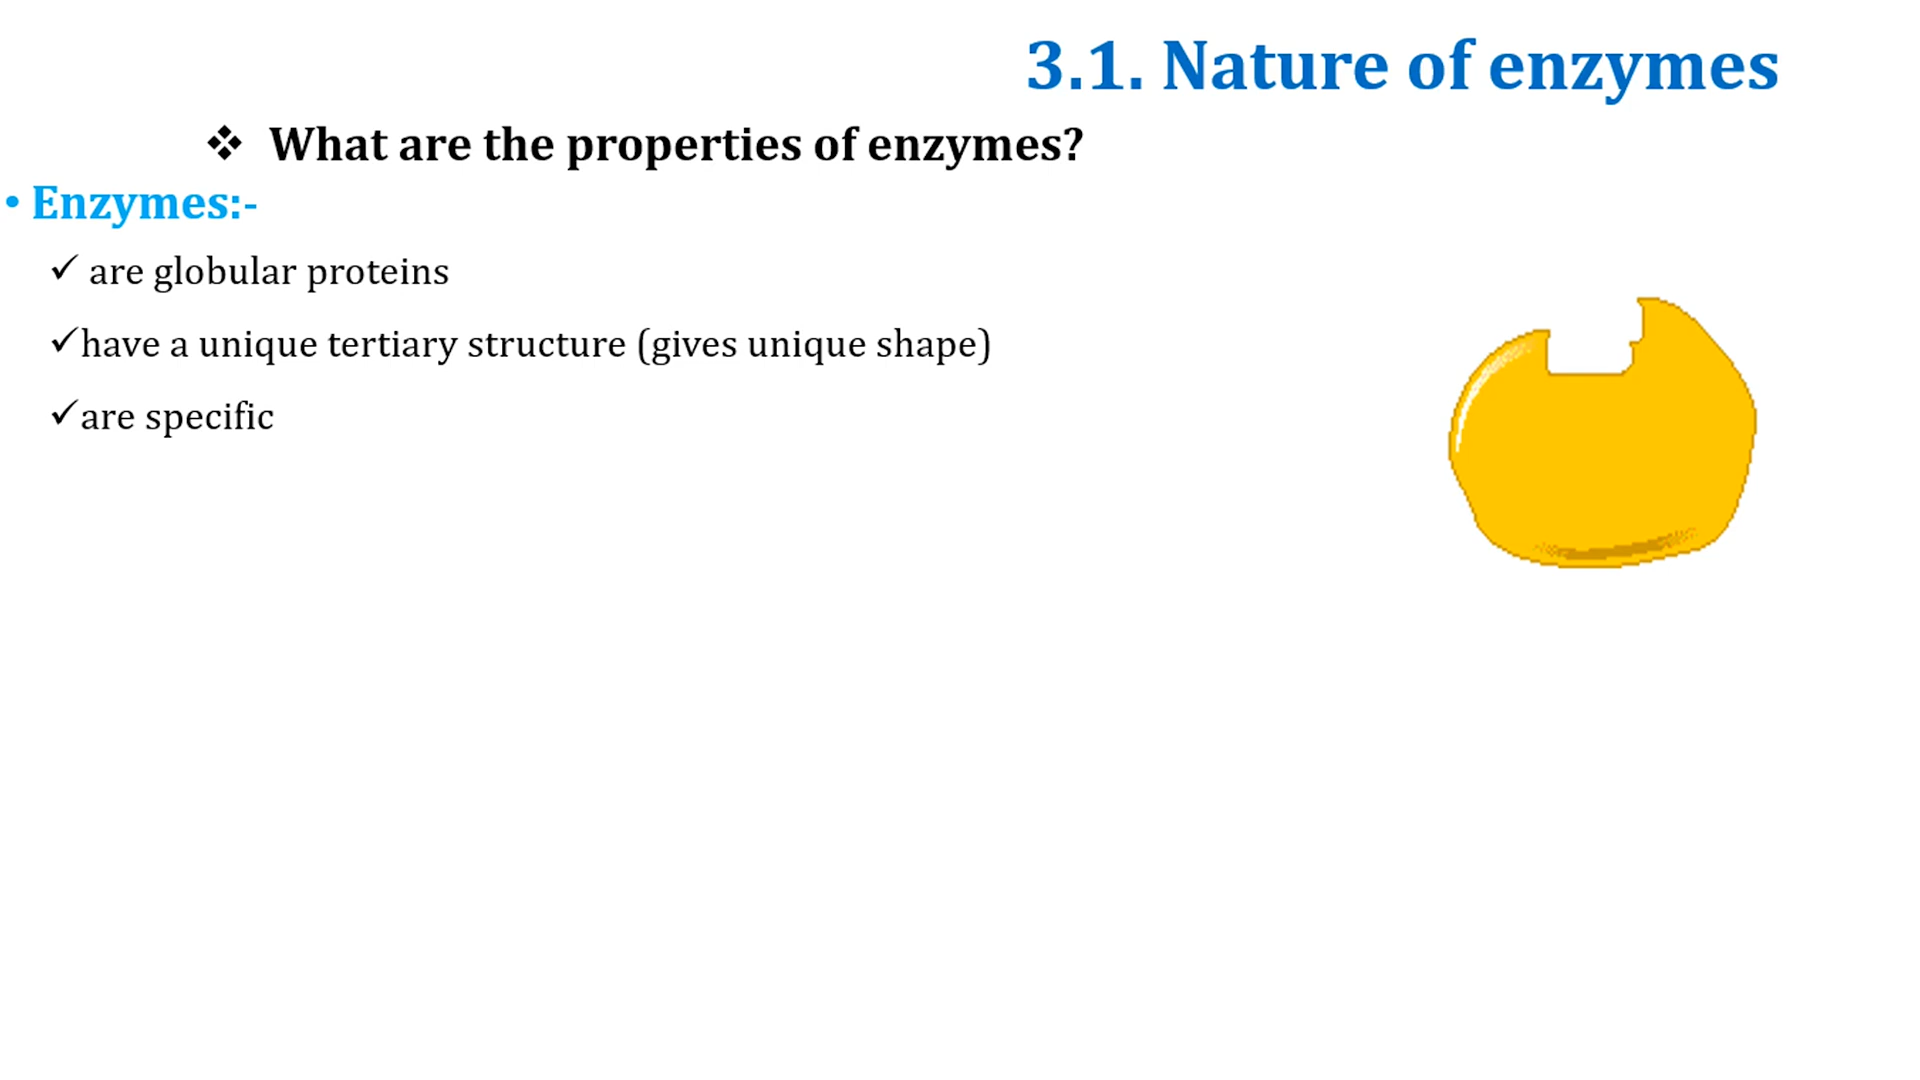 3.1. Nature of enzymes
❖ What are the properties of enzymes?
• Enzymes:-
✓ are globular proteins
✓have a unique tertiary structure (gives unique shape)
✓are specific